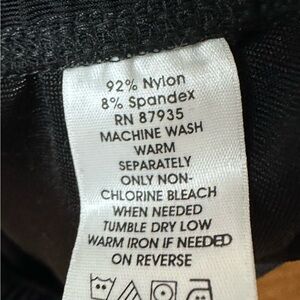 92% Nylon
8% Spandex
RN 87935
MACHINE WASH
WARM
SEPARATELY
ONLY NON-
CHLORINE BLEACH
WHEN NEEDED
TUMBLE DRY LOW
WARM IRON IF NEEDED
ON REVERSE